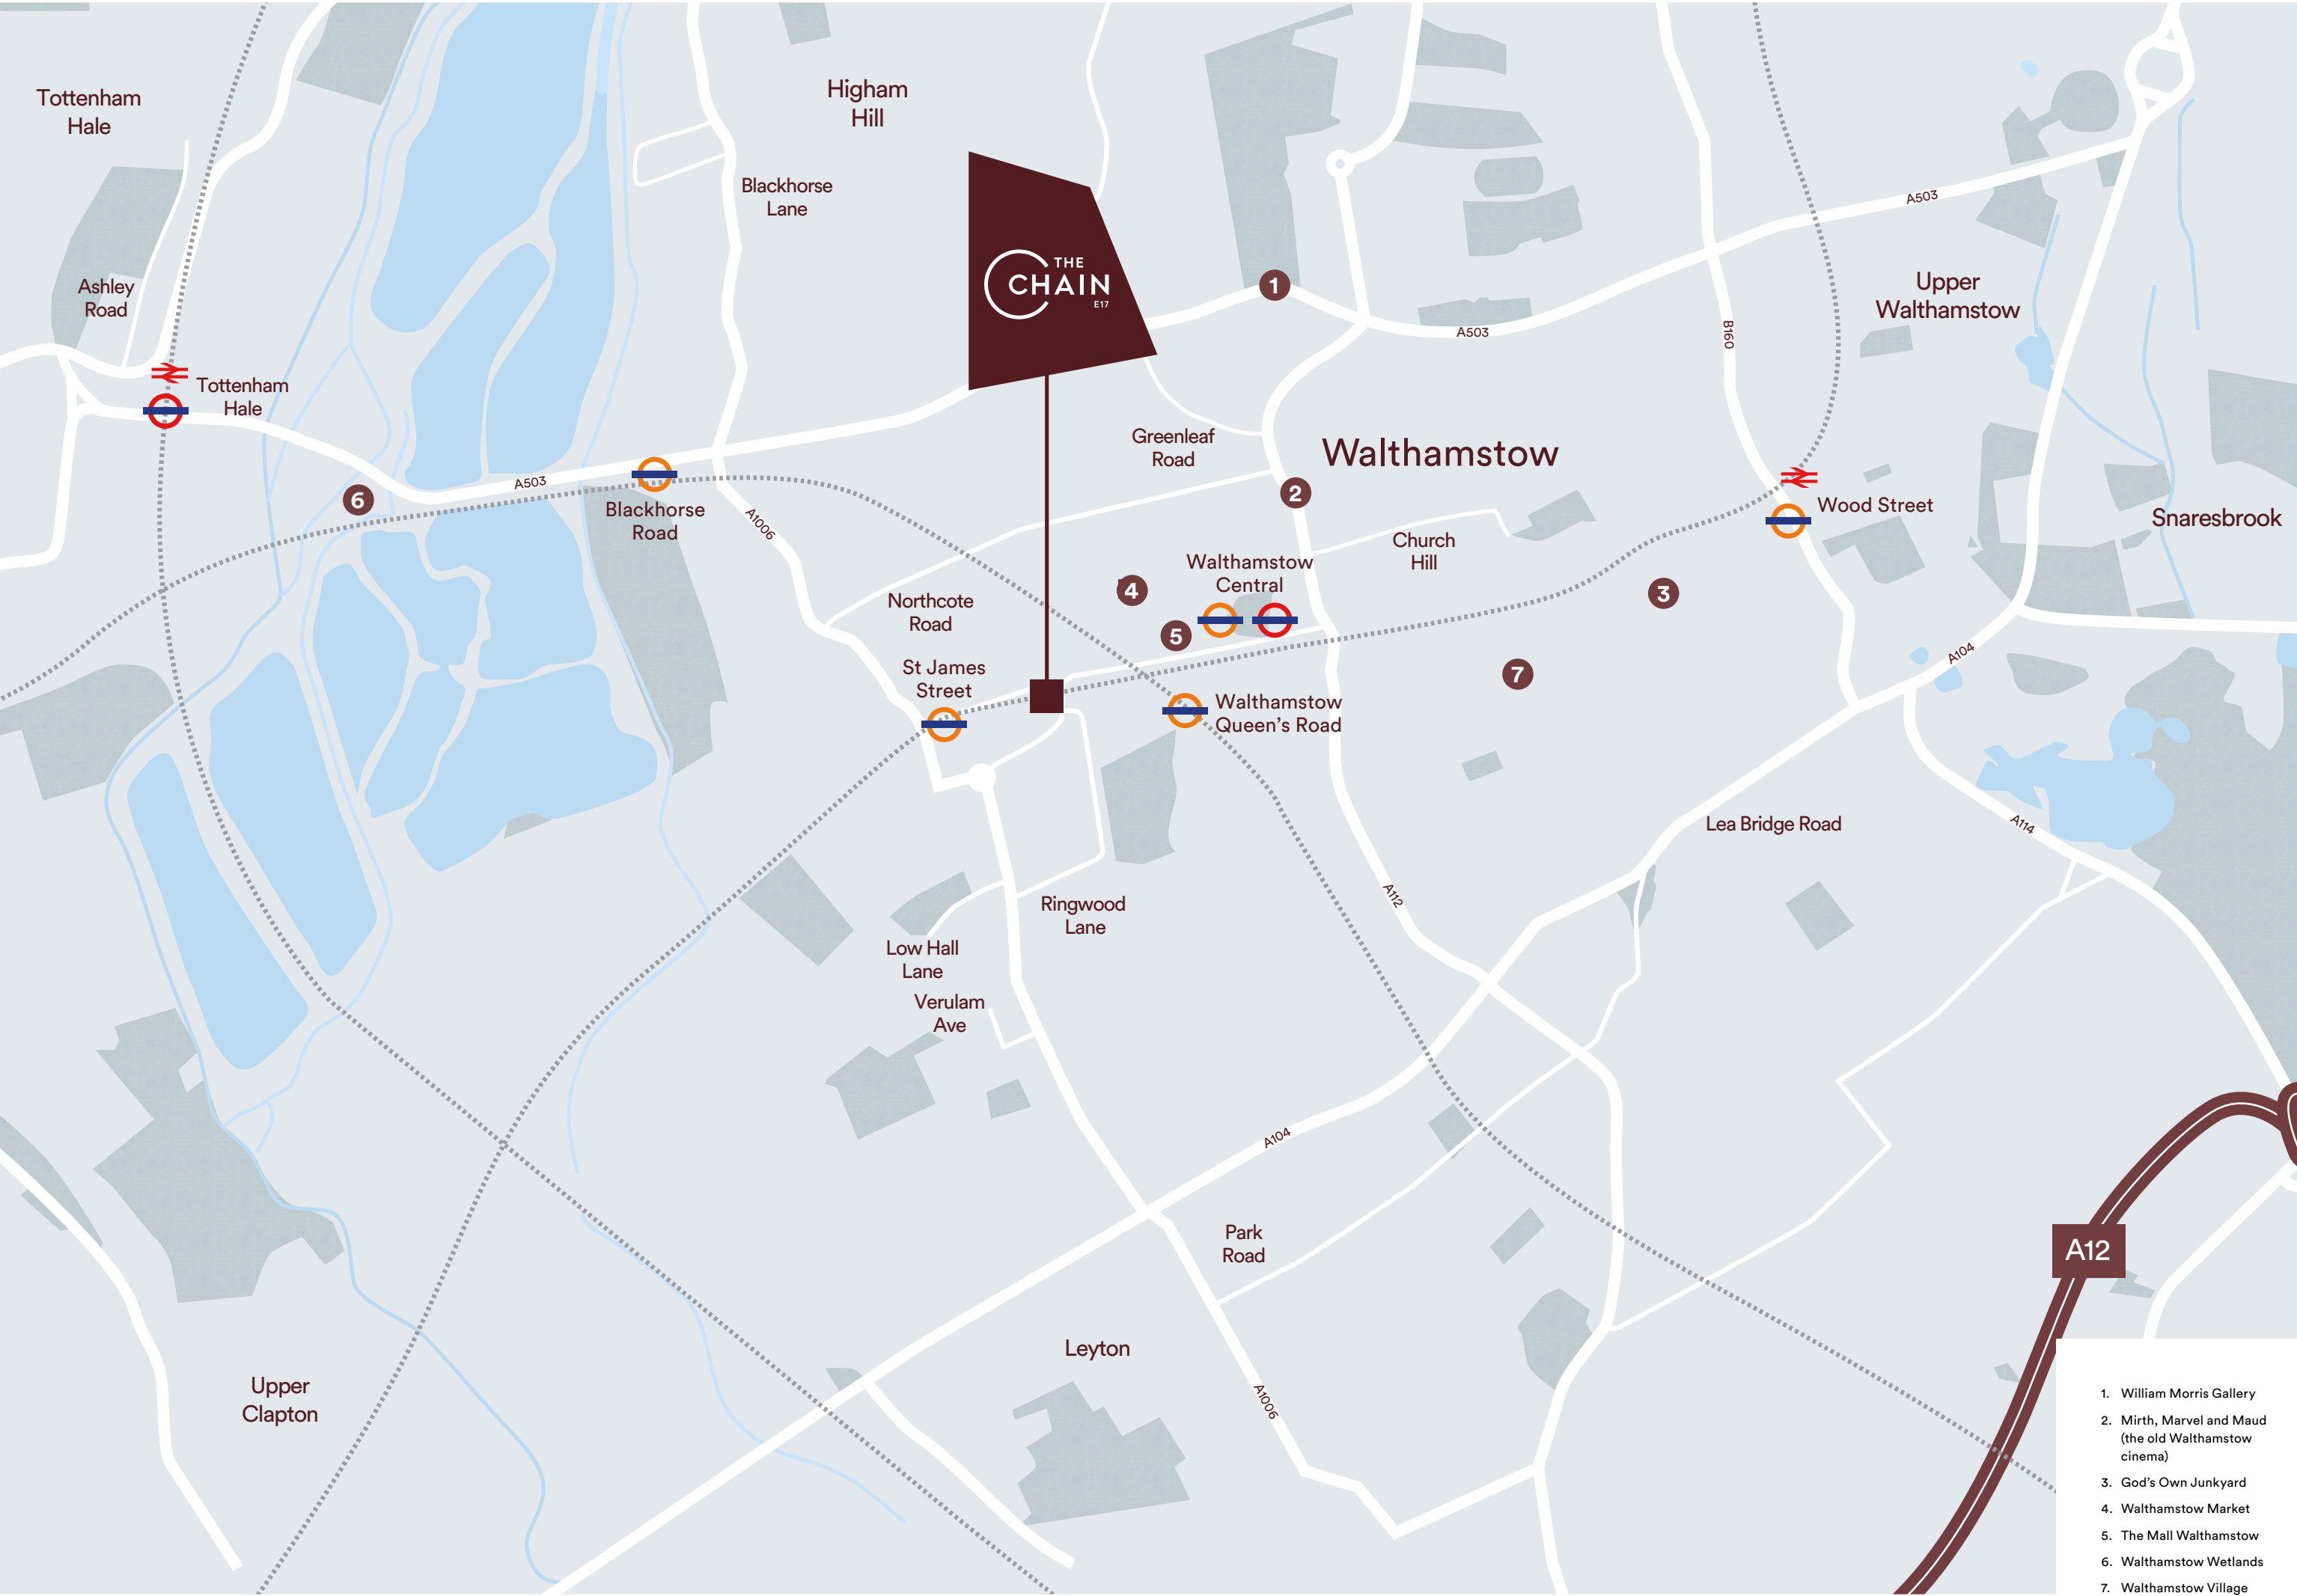 Tottenham
Hale
Higham
Hill
Blackhorse
Lane
A503
THE
CHAIN
E17
Ashley
Road
1
Upper
Walthamstow
A503
B160
Tottenham
Hale
Greenleaf
Road
Walthamstow
6
A503
2
Wood Street
Snaresbrook
Blackhorse
Road
A1006
Church
Hill
Walthamstow
Central
4
3
Northcote
Road
5
St James
Street
7
A104
Walthamstow
Queen's Road
Lea Bridge Road
A114
A112
Ringwood
Lane
Low Hall
Lane
Verulam
Ave
A104
Park
Road
A12
Leyton
Upper
Clapton
A1006
1. William Morris Gallery
2. Mirth, Marvel and Maud
(the old Walthamstow
cinema)
3. God's Own Junkyard
4. Walthamstow Market
5. The Mall Walthamstow
6. Walthamstow Wetlands
7. Walthamstow Village